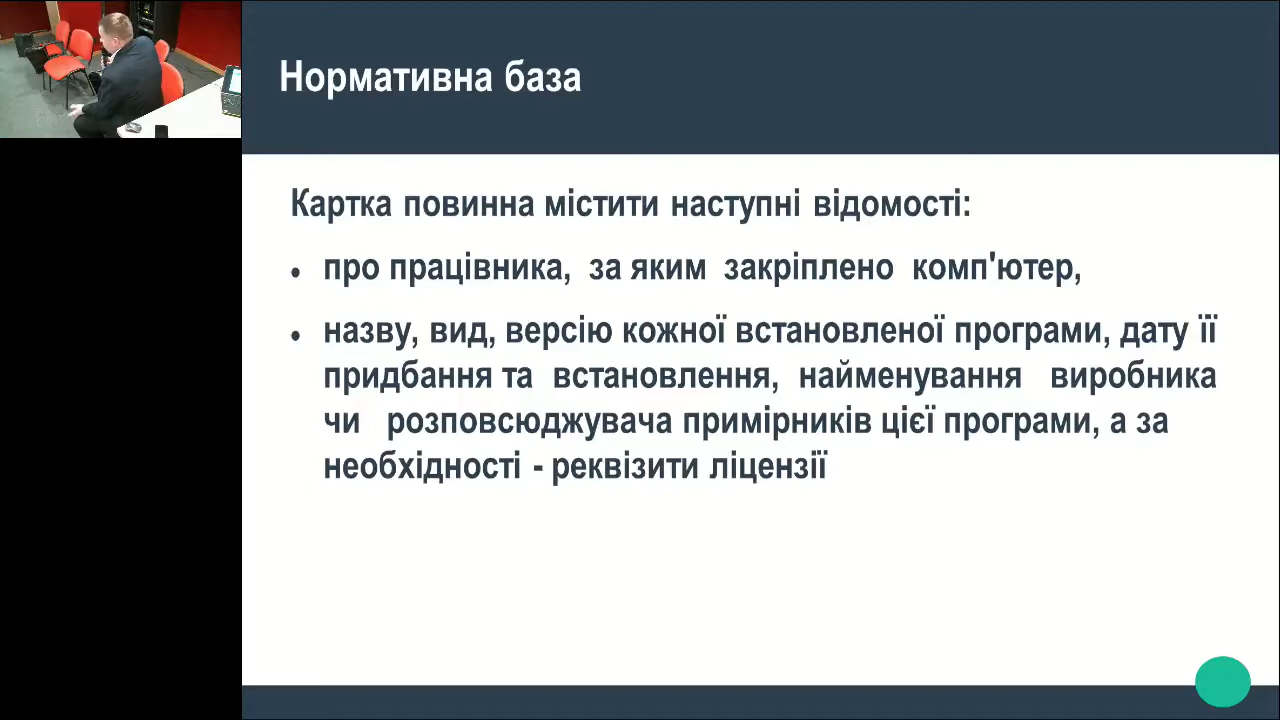 Нормативна база
Картка повинна містити наступні відомості:
про працівника, за яким закріплено комп'ютер,
назву, вид, версію кожної встановленої програми, дату її
придбання та встановлення, найменування виробника
чи розповсюджувача примірників цієї програми, а за
необхідності - реквізити ліцензії